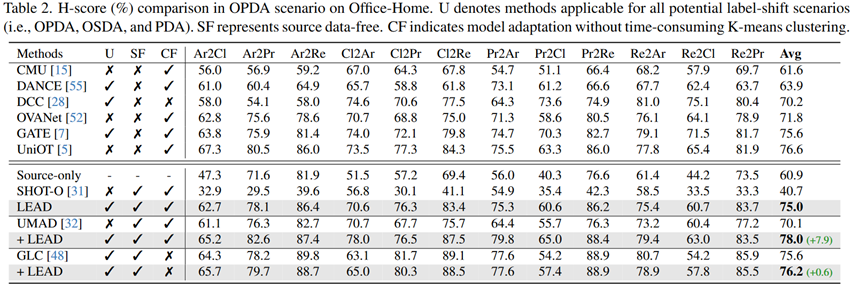 Table 2. H-score (%) comparison in OPDA scenario on Office-Home. U denotes methods applicable for all potential label-shift scenarios
(i.e., OPDA, OSDA, and PDA). SF represents source data-free. CF indicates model adaptation without time-consuming K-means clustering.
Methods U SF CF Ar2Cl Ar2Pr Ar2Re Cl2Ar Cl2Pr Cl2Re Pr2Ar Pr2Cl Pr2Re Re2Ar Re2Cl Re2Pr Avg
CMU [15] ✗ ✗ ✓ 56.0 56.9 59.2 67.0 64.3 67.8 54.7 51.1 66.4 68.2 57.9 69.7 61.6
DANCE [55] ✓ ✗ ✓ 61.0 60.4 64.9 65.7 58.8 61.8 73.1 61.2 66.6 67.7 62.4 63.7 63.9
DCC [28] ✓ ✗ ✗ 58.0 54.1 58.0 74.6 70.6 77.5 64.3 73.6 74.9 81.0 75.1 80.4 70.2
OVANet [52] ✗ ✗ ✓ 62.8 75.6 78.6 70.7 68.8 75.0 71.3 58.6 80.5 76.1 64.1 78.9 71.8
GATE [7] ✓ ✗ ✓ 63.8 75.9 81.4 74.0 72.1 79.8 74.7 70.3 82.7 79.1 71.5 81.7 75.6
UniOT [5] ✗ ✗ ✓ 67.3 80.5 86.0 73.5 77.3 84.3 75.5 63.3 86.0 77.8 65.4 81.9 76.6
Source-only - - - 47.3 71.6 81.9 51.5 57.2 69.4 56.0 40.3 76.6 61.4 44.2 73.5 60.9
SHOT-O [31] ✗ ✓ ✓ 32.9 29.5 39.6 56.8 30.1 41.1 54.9 35.4 42.3 58.5 33.5 33.3 40.7
LEAD ✓ ✓ ✓ 62.7 78.1 86.4 70.6 76.3 83.4 75.3 60.6 86.2 75.4 60.7 83.7 75.0
UMAD [32] ✗ ✓ ✓ 61.1 76.3 82.7 70.7 67.7 75.7 64.4 55.7 76.3 73.2 60.4 77.2 70.1
+ LEAD ✓ ✓ ✓ 65.2 82.6 87.4 78.0 76.5 87.5 79.8 65.0 88.4 79.4 63.0 83.5 78.0 (+7.9)
GLC [48] ✓ ✓ ✗ 64.3 78.2 89.8 63.1 81.7 89.1 77.6 54.2 88.9 80.7 54.2 85.9 75.6
+ LEAD ✓ ✓ ✗ 65.7 79.7 88.7 65.0 80.3 88.5 77.6 57.4 88.9 78.9 57.8 85.5 76.2 (+0.6)